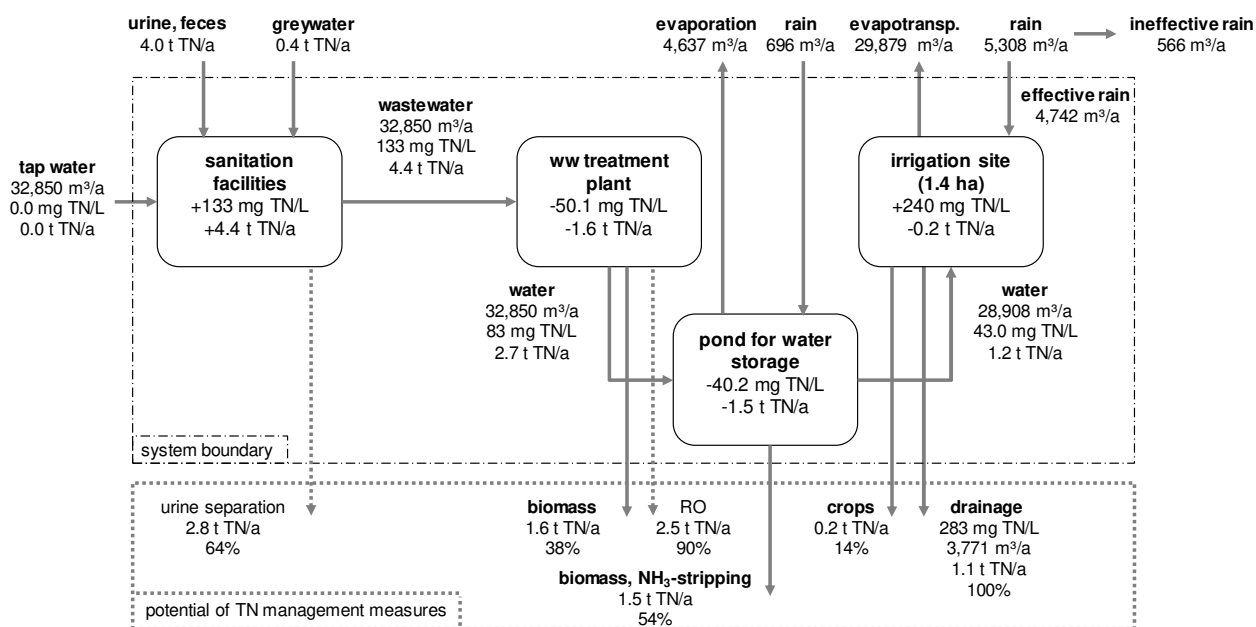 urine, feces
4.0 t TN/a
greywater
0.4 t TN/a
evaporation
4,637 m³/a
rain
696 m³/a
evapotransp.
29,879 m³/a
rain
5,308 m³/a
ineffective rain
566 m³/a
effective rain
4,742 m³/a
tap water
32,850 m³/a
0.0 mg TN/L
0.0 t TN/a
sanitation
facilities
+133 mg TN/L
+4.4 t TN/a
wastewater
32,850 m³/a
133 mg TN/L
4.4 t TN/a
ww treatment
plant
-50.1 mg TN/L
-1.6 t TN/a
irrigation site
(1.4 ha)
+240 mg TN/L
-0.2 t TN/a
water
32,850 m³/a
83 mg TN/L
2.7 t TN/a
pond for water
storage
-40.2 mg TN/L
-1.5 t TN/a
water
28,908 m³/a
43.0 mg TN/L
1.2 t TN/a
system boundary
urine separation
2.8 t TN/a
64%
biomass
1.6 t TN/a
38%
RO
2.5 t TN/a
90%
biomass, NH₃-stripping
1.5 t TN/a
54%
crops
0.2 t TN/a
14%
drainage
283 mg TN/L
3,771 m³/a
1.1 t TN/a
100%
potential of TN management measures